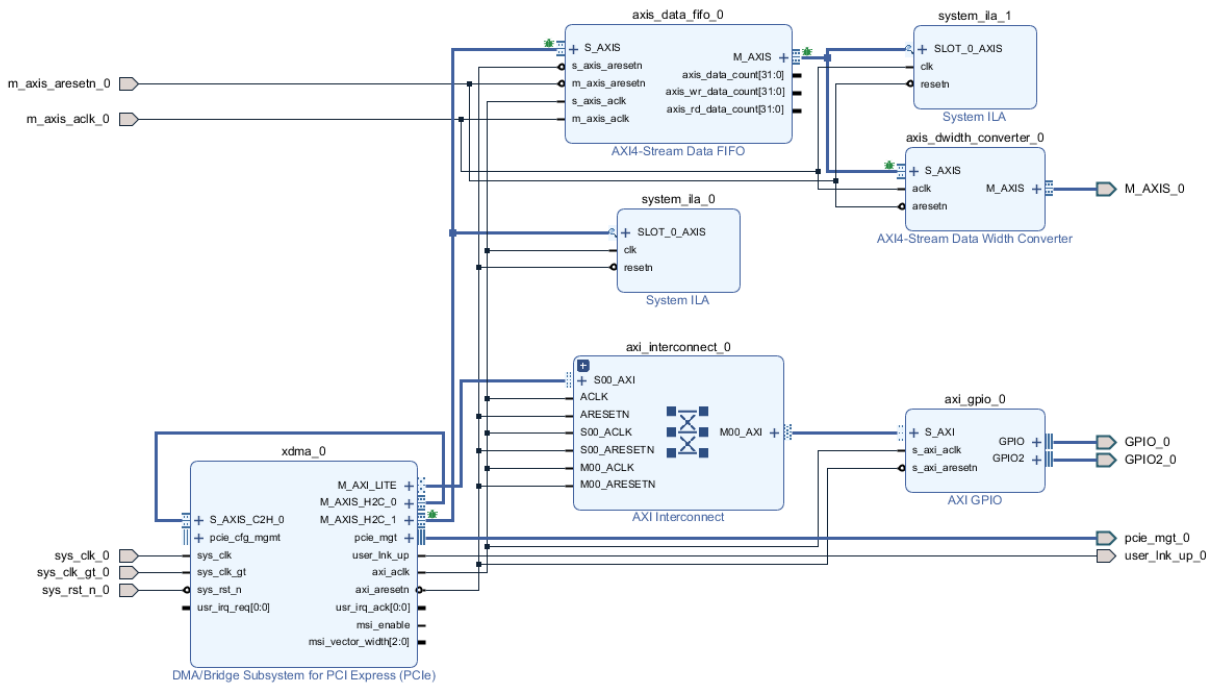 m_axis_aresetn_0
m_axis_aclk_0
axis_data_fifo_0
S_AXIS
s_axis_aresetn
m_axis_aresetn
s_axis_aclk
m_axis_aclk
M_AXIS
axis_data_count[31:0]
axis_wr_data_count[31:0]
axis_rd_data_count[31:0]
AXI4-Stream Data FIFO
system_ila_1
SLOT_0_AXIS
clk
resetn
System ILA
axis_dwidth_converter_0
S_AXIS
aclk
aresetn
M_AXIS
AXI4-Stream Data Width Converter
M_AXIS_0
system_ila_0
SLOT_0_AXIS
clk
resetn
System ILA
axi_interconnect_0
S00_AXI
ACLK
ARESETN
S00_ACLK
S00_ARESETN
M00_ACLK
M00_ARESETN
M00_AXI
AXI Interconnect
axi_gpio_0
S_AXI
s_axi_aclk
s_axi_aresetn
GPIO
GPIO2
AXI GPIO
GPIO_0
GPIO2_0
xdma_0
S_AXIS_C2H_0
pcie_cfg_mgmt
sys_clk
sys_clk_gt
sys_rst_n
usr_irq_req[0:0]
M_AXI_LITE
M_AXIS_H2C_0
M_AXIS_H2C_1
pcie_mgt
user_lnk_up
axi_aclk
axi_aresetn
usr_irq_ack[0:0]
msi_enable
msi_vector_width[2:0]
DMA/Bridge Subsystem for PCI Express (PCIe)
sys_clk_0
sys_clk_gt_0
sys_rst_n_0
pcie_mgt_0
user_lnk_up_0